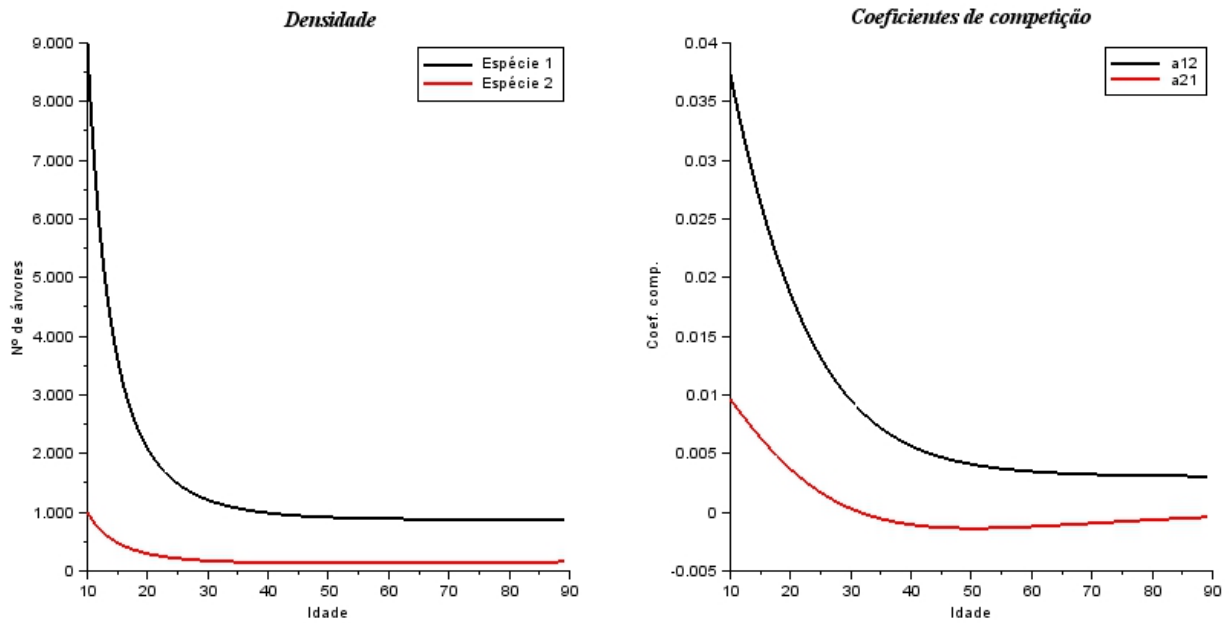 Densidade
9.000
8.000
7.000
6.000
5.000
4.000
3.000
2.000
1.000
0
Nº de árvores
Espécie 1
Espécie 2
10 20 30 40 50 60 70 80 90
Idade
Coeficientes de competição
0.04
0.035
0.03
0.025
0.02
0.015
0.01
0.005
0
-0.005
Coef. comp.
a12
a21
10 20 30 40 50 60 70 80 90
Idade